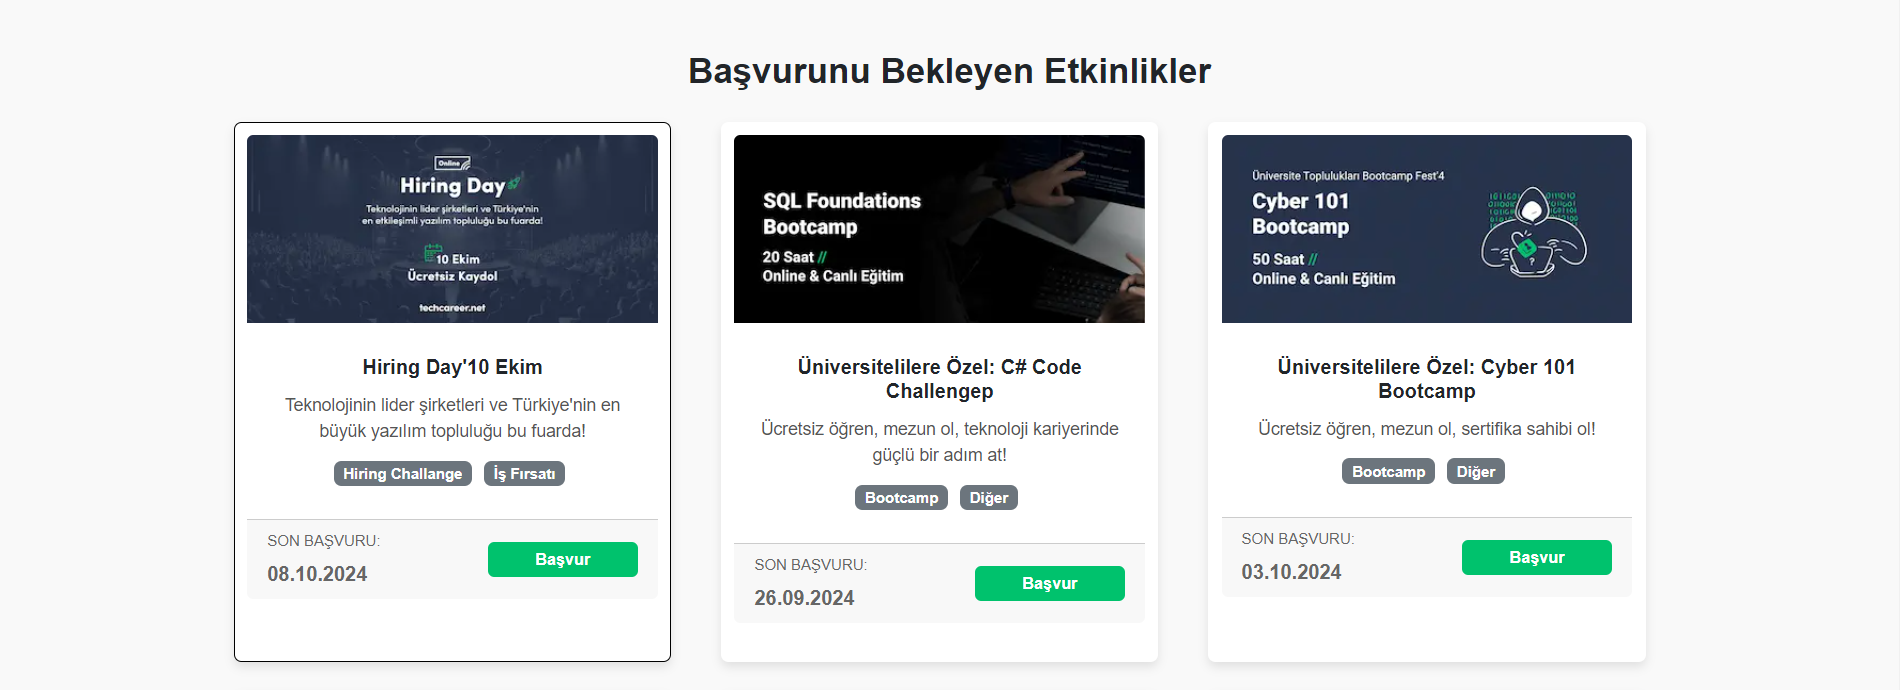 Başvurunu Bekleyen Etkinlikler
Online
Hiring Day
Teknolojinin lider şirketleri ve Türkiye'nin
en etkileşimli yazılım topluluğu bu fuarda!
10 Ekim
Ücretsiz Kaydol
techcareer.net
Hiring Day'10 Ekim
Teknolojinin lider şirketleri ve Türkiye'nin en
büyük yazılım topluluğu bu fuarda!
Hiring Challange İş Fırsatı
SON BAŞVURU:
08.10.2024
Başvur
SQL Foundations
Bootcamp
20 Saat //
Online & Canlı Eğitim
Üniversitelilere Özel: C# Code
Challengep
Ücretsiz öğren, mezun ol, teknoloji kariyerinde
güçlü bir adım at!
Bootcamp Diğer
SON BAŞVURU:
26.09.2024
Başvur
Üniversite Toplulukları Bootcamp Fest'4
Cyber 101
Bootcamp
50 Saat //
Online & Canlı Eğitim
Üniversitelilere Özel: Cyber 101
Bootcamp
Ücretsiz öğren, mezun ol, sertifika sahibi ol!
Bootcamp Diğer
SON BAŞVURU:
03.10.2024
Başvur